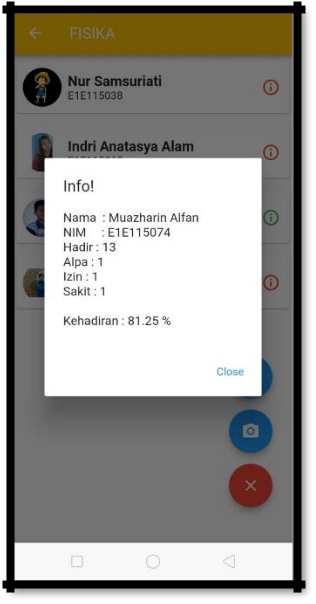 FISIKA
Nur Samsuriati
E1E115038
Indri Anatasya Alam
Info!
Nama : Muazharin Alfan
NIM : E1E115074
Hadir : 13
Alpa : 1
Izin : 1
Sakit : 1
Kehadiran : 81.25 %
Close